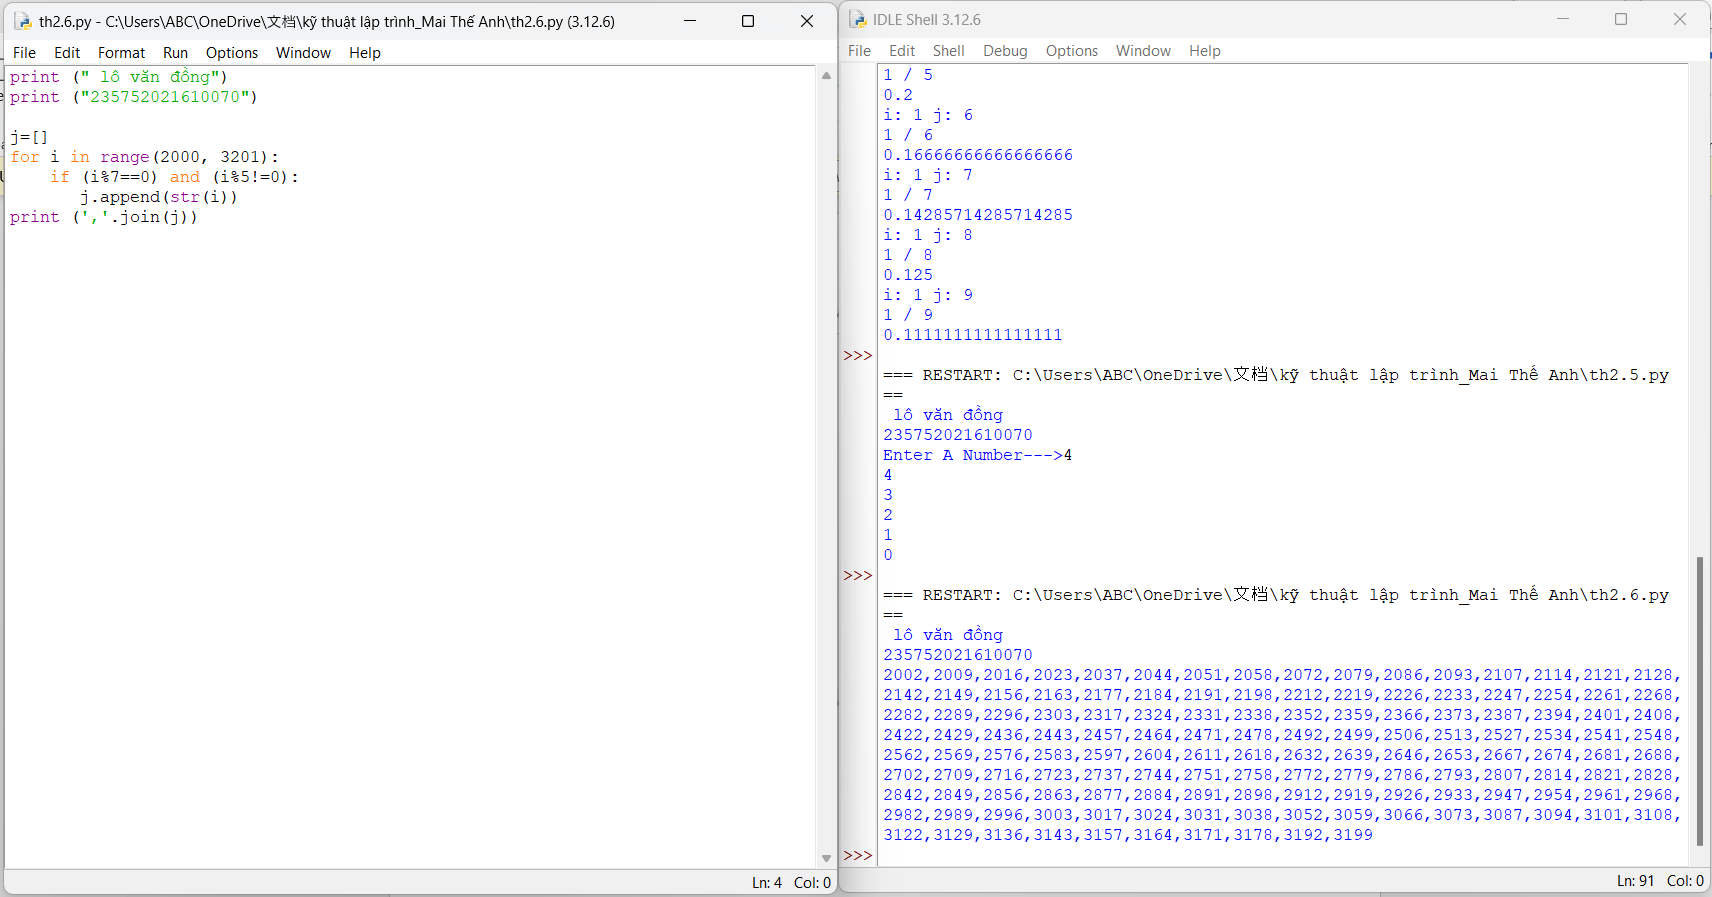 th2.6.py - C:\Users\ABC\OneDrive\文档\kỹ thuật lập trình_Mai Thế Anh\th2.6.py (3.12.6)
File Edit Format Run Options Window Help
print (" lô văn đồng")
print ("235752021610070")
j=[]
for i in range(2000, 3201):
    if (i%7==0) and (i%5!=0):
       j.append(str(i))
print (','.join(j))
Ln: 4 Col: 0
IDLE Shell 3.12.6
File Edit Shell Debug Options Window Help
1 / 5
0.2
i: 1 j: 6
1 / 6
0.16666666666666666
i: 1 j: 7
1 / 7
0.14285714285714285
i: 1 j: 8
1 / 8
0.125
i: 1 j: 9
1 / 9
0.1111111111111111
>>>
=== RESTART: C:\Users\ABC\OneDrive\文档\kỹ thuật lập trình_Mai Thế Anh\th2.5.py
==
 lô văn đồng
235752021610070
Enter A Number--->4
4
3
2
1
0
>>>
=== RESTART: C:\Users\ABC\OneDrive\文档\kỹ thuật lập trình_Mai Thế Anh\th2.6.py
==
 lô văn đồng
235752021610070
2002,2009,2016,2023,2037,2044,2051,2058,2072,2079,2086,2093,2107,2114,2121,2128,
2142,2149,2156,2163,2177,2184,2191,2198,2212,2219,2226,2233,2247,2254,2261,2268,
2282,2289,2296,2303,2317,2324,2331,2338,2352,2359,2366,2373,2387,2394,2401,2408,
2422,2429,2436,2443,2457,2464,2471,2478,2492,2499,2506,2513,2527,2534,2541,2548,
2562,2569,2576,2583,2597,2604,2611,2618,2632,2639,2646,2653,2667,2674,2681,2688,
2702,2709,2716,2723,2737,2744,2751,2758,2772,2779,2786,2793,2807,2814,2821,2828,
2842,2849,2856,2863,2877,2884,2891,2898,2912,2919,2926,2933,2947,2954,2961,2968,
2982,2989,2996,3003,3017,3024,3031,3038,3052,3059,3066,3073,3087,3094,3101,3108,
3122,3129,3136,3143,3157,3164,3171,3178,3192,3199
>>>
Ln: 91 Col: 0